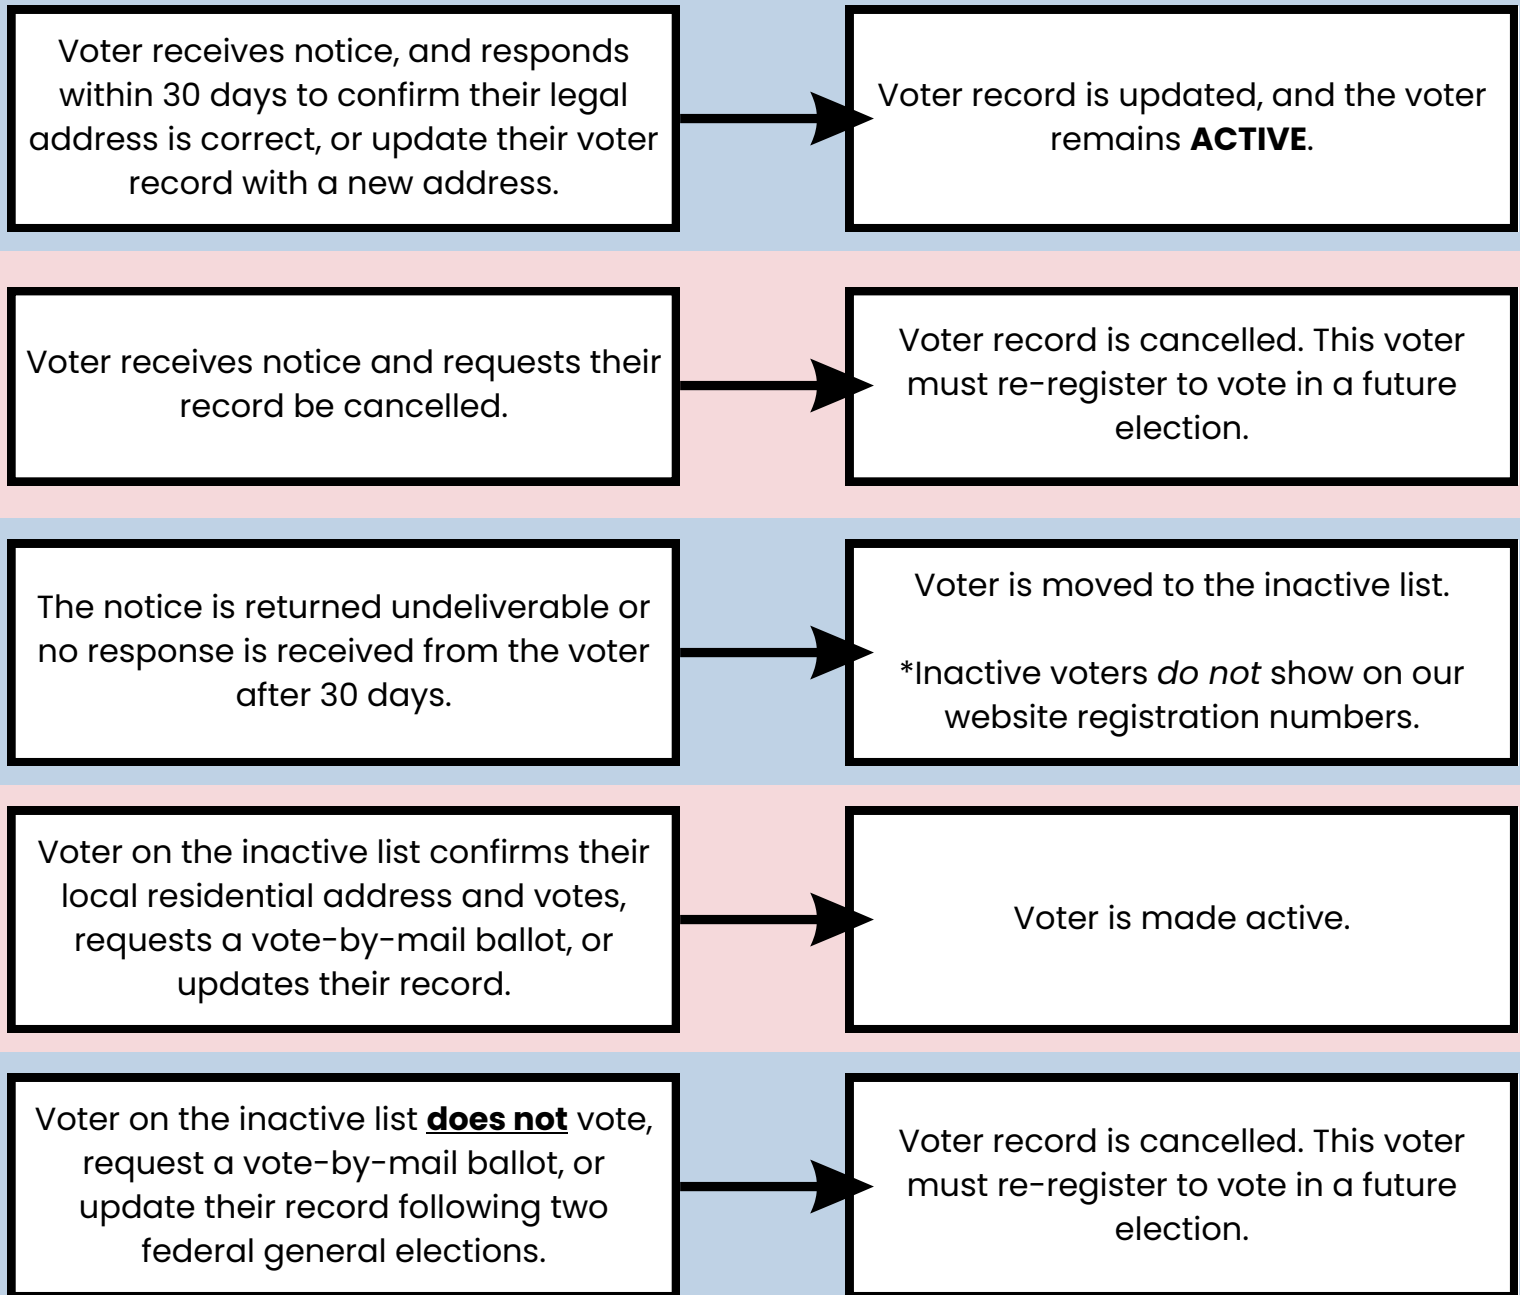 Voter receives notice, and responds
within 30 days to confirm their legal
address is correct, or update their voter
record with a new address.
Voter record is updated, and the voter
remains ACTIVE.
Voter receives notice and requests their
record be cancelled.
Voter record is cancelled. This voter
must re-register to vote in a future
election.
The notice is returned undeliverable or
no response is received from the voter
after 30 days.
Voter is moved to the inactive list.
*Inactive voters do not show on our
website registration numbers.
Voter on the inactive list confirms their
local residential address and votes,
requests a vote-by-mail ballot, or
updates their record.
Voter is made active.
Voter on the inactive list does not vote,
request a vote-by-mail ballot, or
update their record following two
federal general elections.
Voter record is cancelled. This voter
must re-register to vote in a future
election.